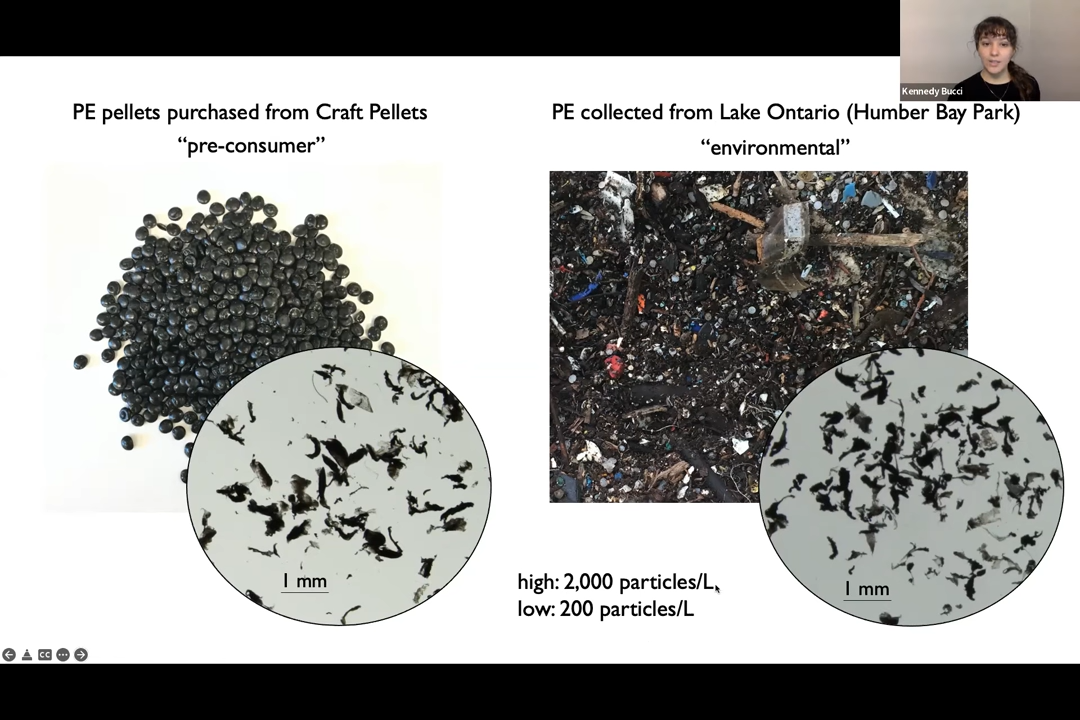 Kennedy Bucci
PE pellets purchased from Craft Pellets
“pre-consumer”
PE collected from Lake Ontario (Humber Bay Park)
“environmental”
1 mm
high: 2,000 particles/L
low: 200 particles/L
1 mm
CC